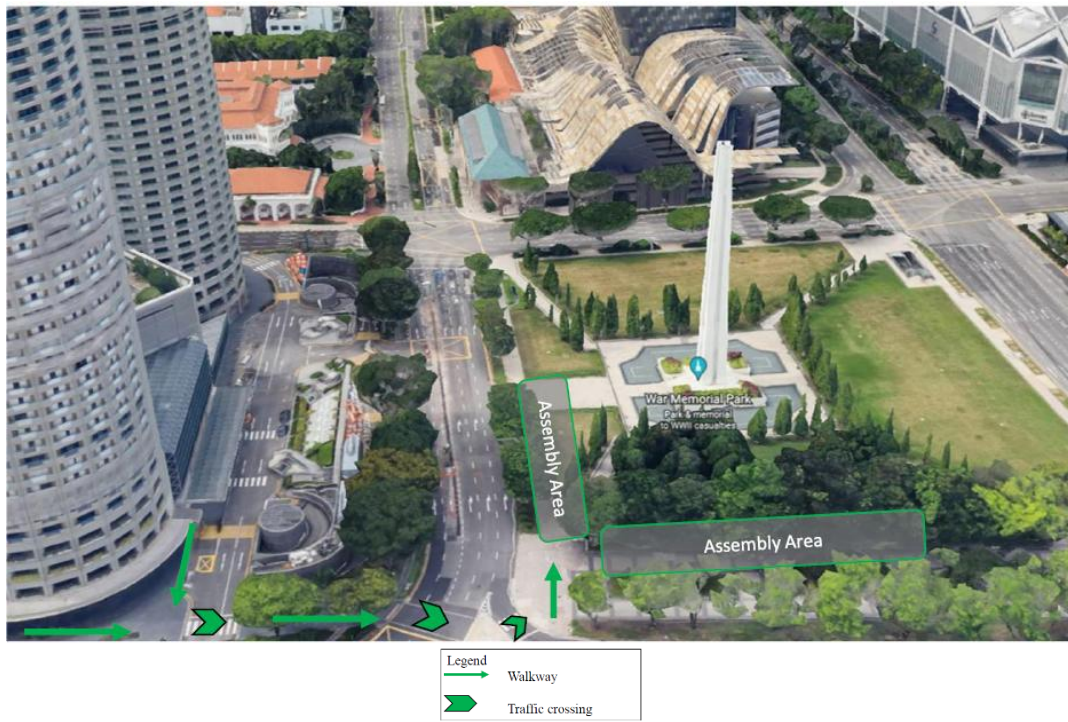 War Memorial Park
Park & memorial
to WWII casualties
Assembly Area
Assembly Area
Legend
Walkway
Traffic crossing